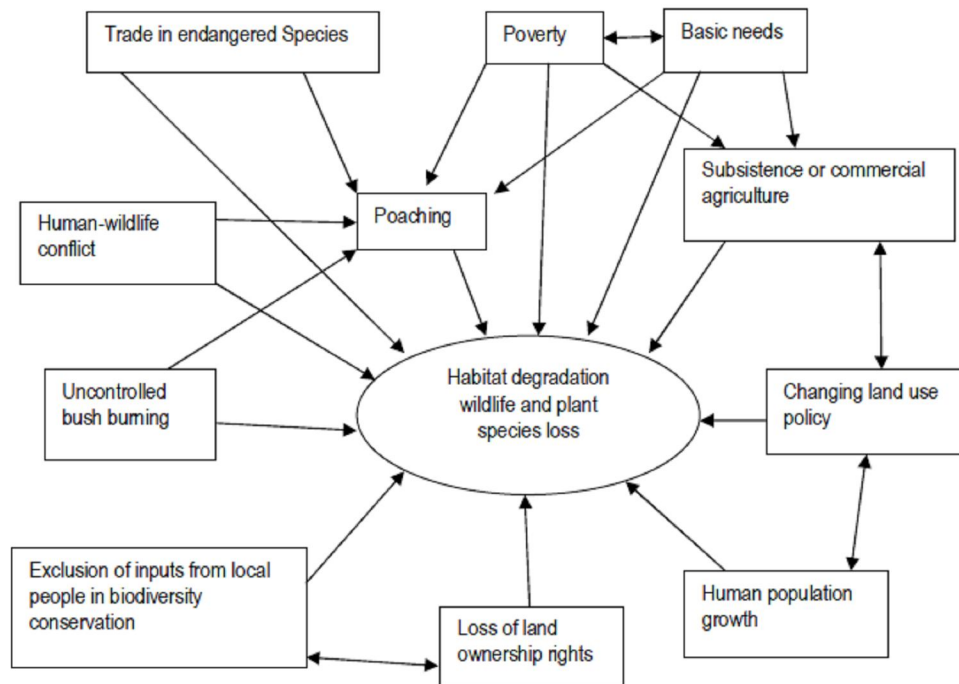 Trade in endangered Species
Poverty
Basic needs
Subsistence or commercial
agriculture
Poaching
Human-wildlife
conflict
Uncontrolled
bush burning
Habitat degradation
wildlife and plant
species loss
Changing land use
policy
Exclusion of inputs from local
people in biodiversity
conservation
Loss of land
ownership rights
Human population
growth